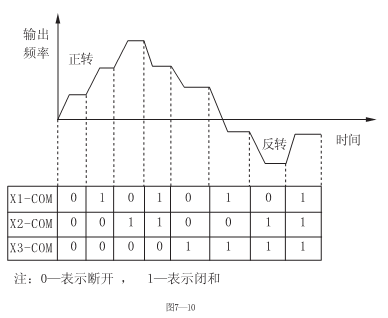 输出
频率
正转
反转
时间
X1-COM 0 1 0 1 0 1 0 1
X2-COM 0 0 1 1 0 0 1 1
X3-COM 0 0 0 0 1 1 1 1
注：0—表示断开， 1—表示闭和
图7—10